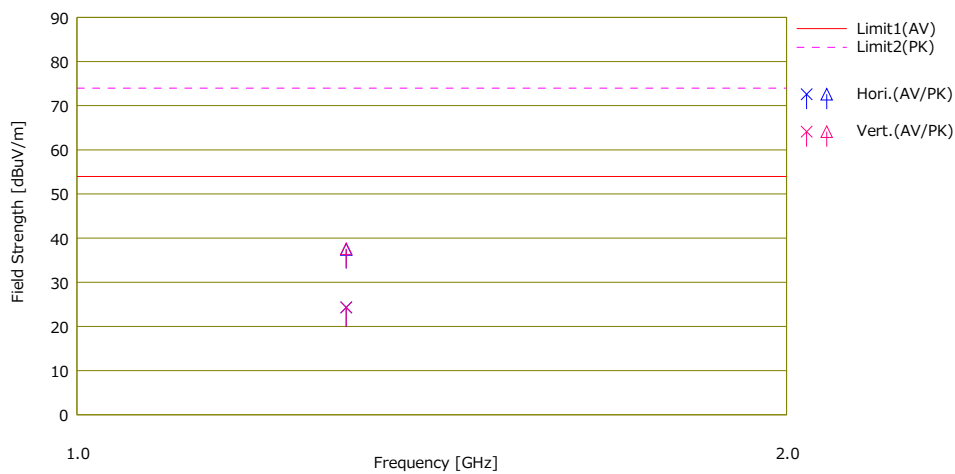 90
80
70
60
50
40
30
20
10
0
Field Strength [dBuV/m]
1.0
2.0
Frequency [GHz]
Limit1(AV)
Limit2(PK)
Hori.(AV/PK)
Vert.(AV/PK)